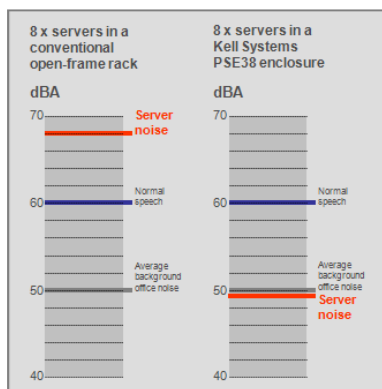 8 x servers in a
conventional
open-frame rack
dBA
70
Server
noise
60
Normal
speech
50
Average
background
office noise
40
8 x servers in a
Kell Systems
PSE38 enclosure
dBA
70
60
Normal
speech
50
Average
background
office noise
Server
noise
40